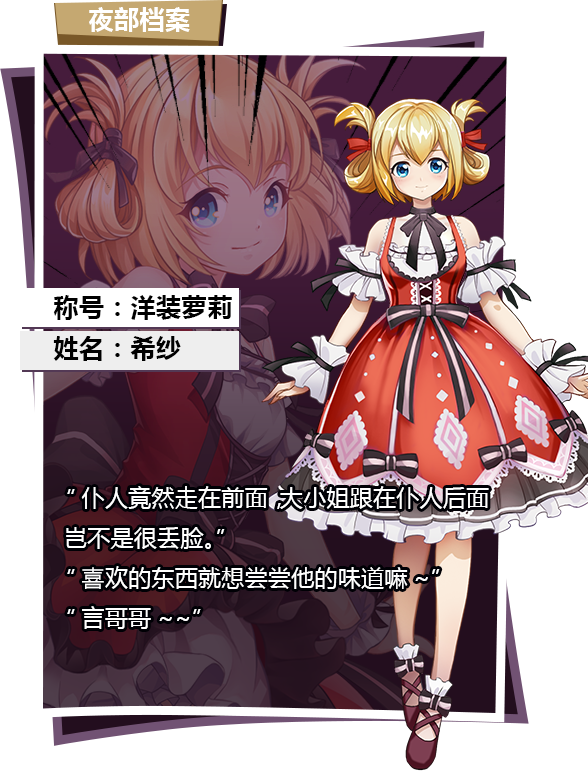 夜部档案
称号：洋装萝莉
姓名：希纱
“仆人竟然走在前面，大小姐跟在仆人后面
岂不是很丢脸。”
“喜欢的东西就想尝尝他的味道嘛~”
“言哥哥~~”